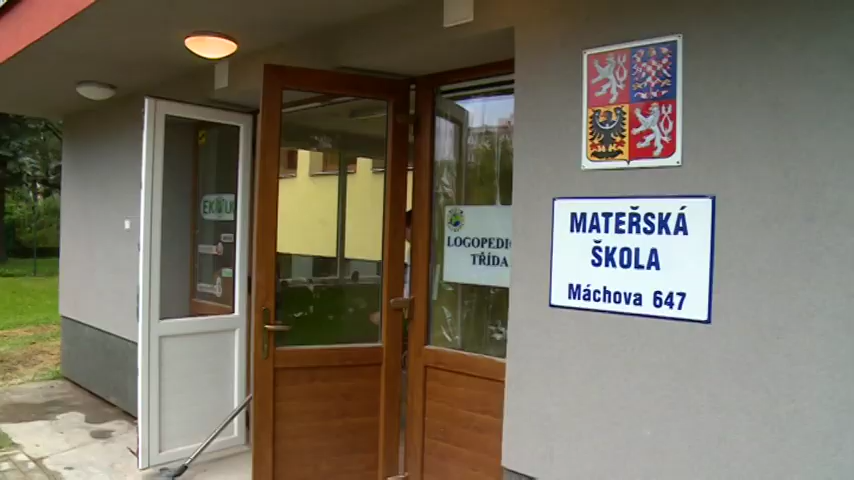 LOGOPEDIC
TŘÍDA
MATEŘSKÁ
ŠKOLA
Máchova 647